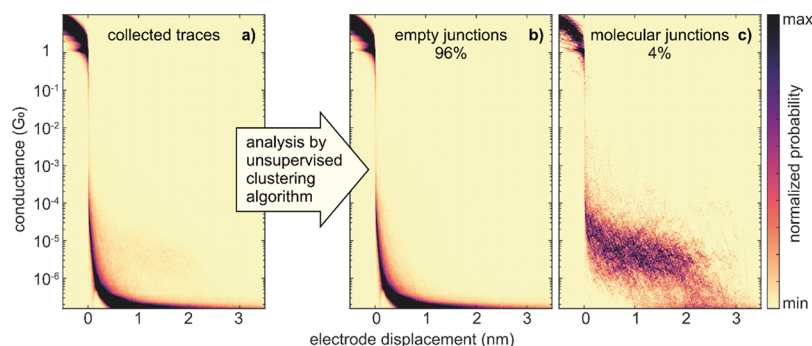 collected traces a)
empty junctions b)
96%
molecular junctions c)
4%
max
normalized probability
min
conductance (G₀)
1
10⁻¹
10⁻²
10⁻³
10⁻⁴
10⁻⁵
10⁻⁶
analysis by
unsupervised
clustering
algorithm
0 1 2 3
0 1 2 3
0 1 2 3
electrode displacement (nm)